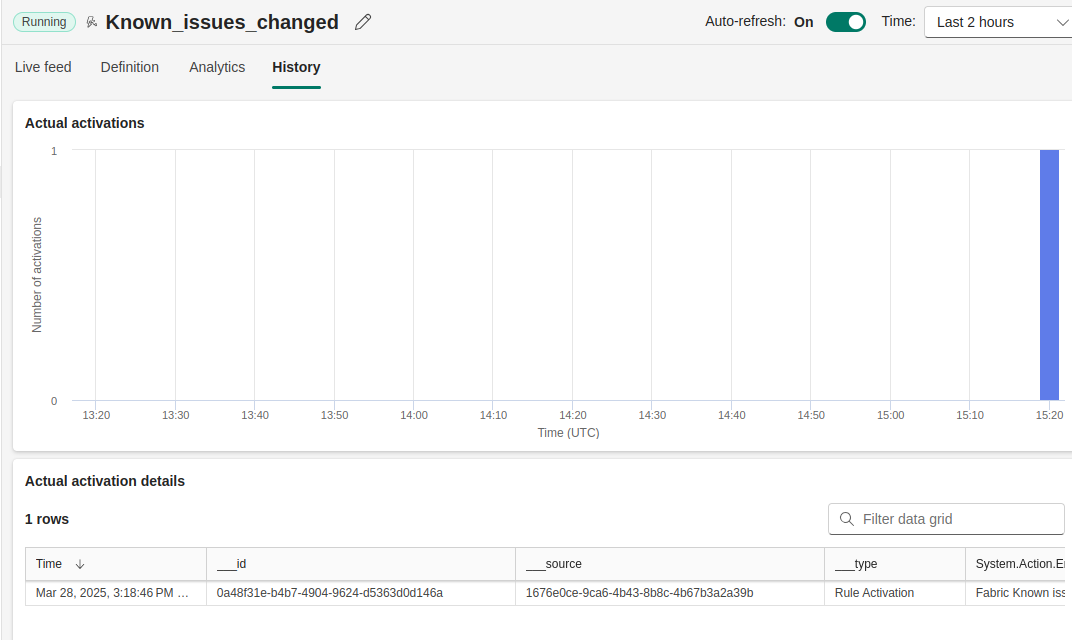 Running Known_issues_changed Auto-refresh: On Time: Last 2 hours
Live feed Definition Analytics History
Actual activations
1
Number of activations
0
13:20 13:30 13:40 13:50 14:00 14:10 14:20 14:30 14:40 14:50 15:00 15:10 15:20
Time (UTC)
Actual activation details
1 rows Filter data grid
Time ___id ___source ___type System.Action.Er
Mar 28, 2025, 3:18:46 PM … 0a48f31e-b4b7-4904-9624-d5363d0d146a 1676e0ce-9ca6-4b43-8b8c-4b67b3a2a39b Rule Activation Fabric Known iss